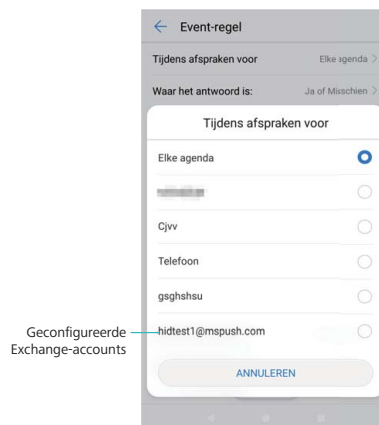 Event-regel
Tijdens afspraken voor Elke agenda
Waar het antwoord is: Ja of Misschien
Tijdens afspraken voor
Elke agenda
Cjvv
Telefoon
gsghshsu
Geconfigureerde
Exchange-accounts
hidtest1@mspush.com
ANNULEREN